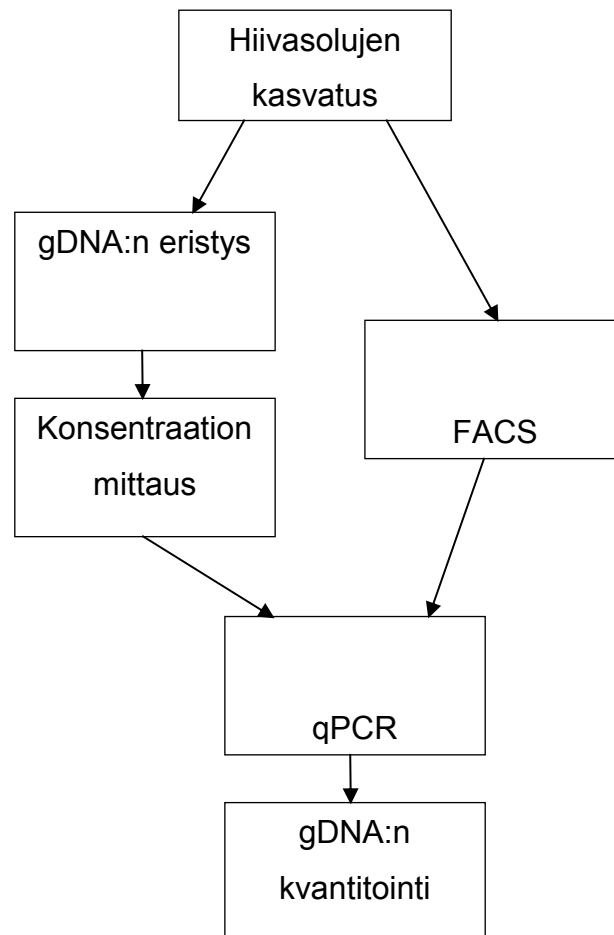 Hiivasolujen
kasvatus
gDNA:n eristys
Konsentraation
mittaus
FACS
qPCR
gDNA:n
kvantitointi